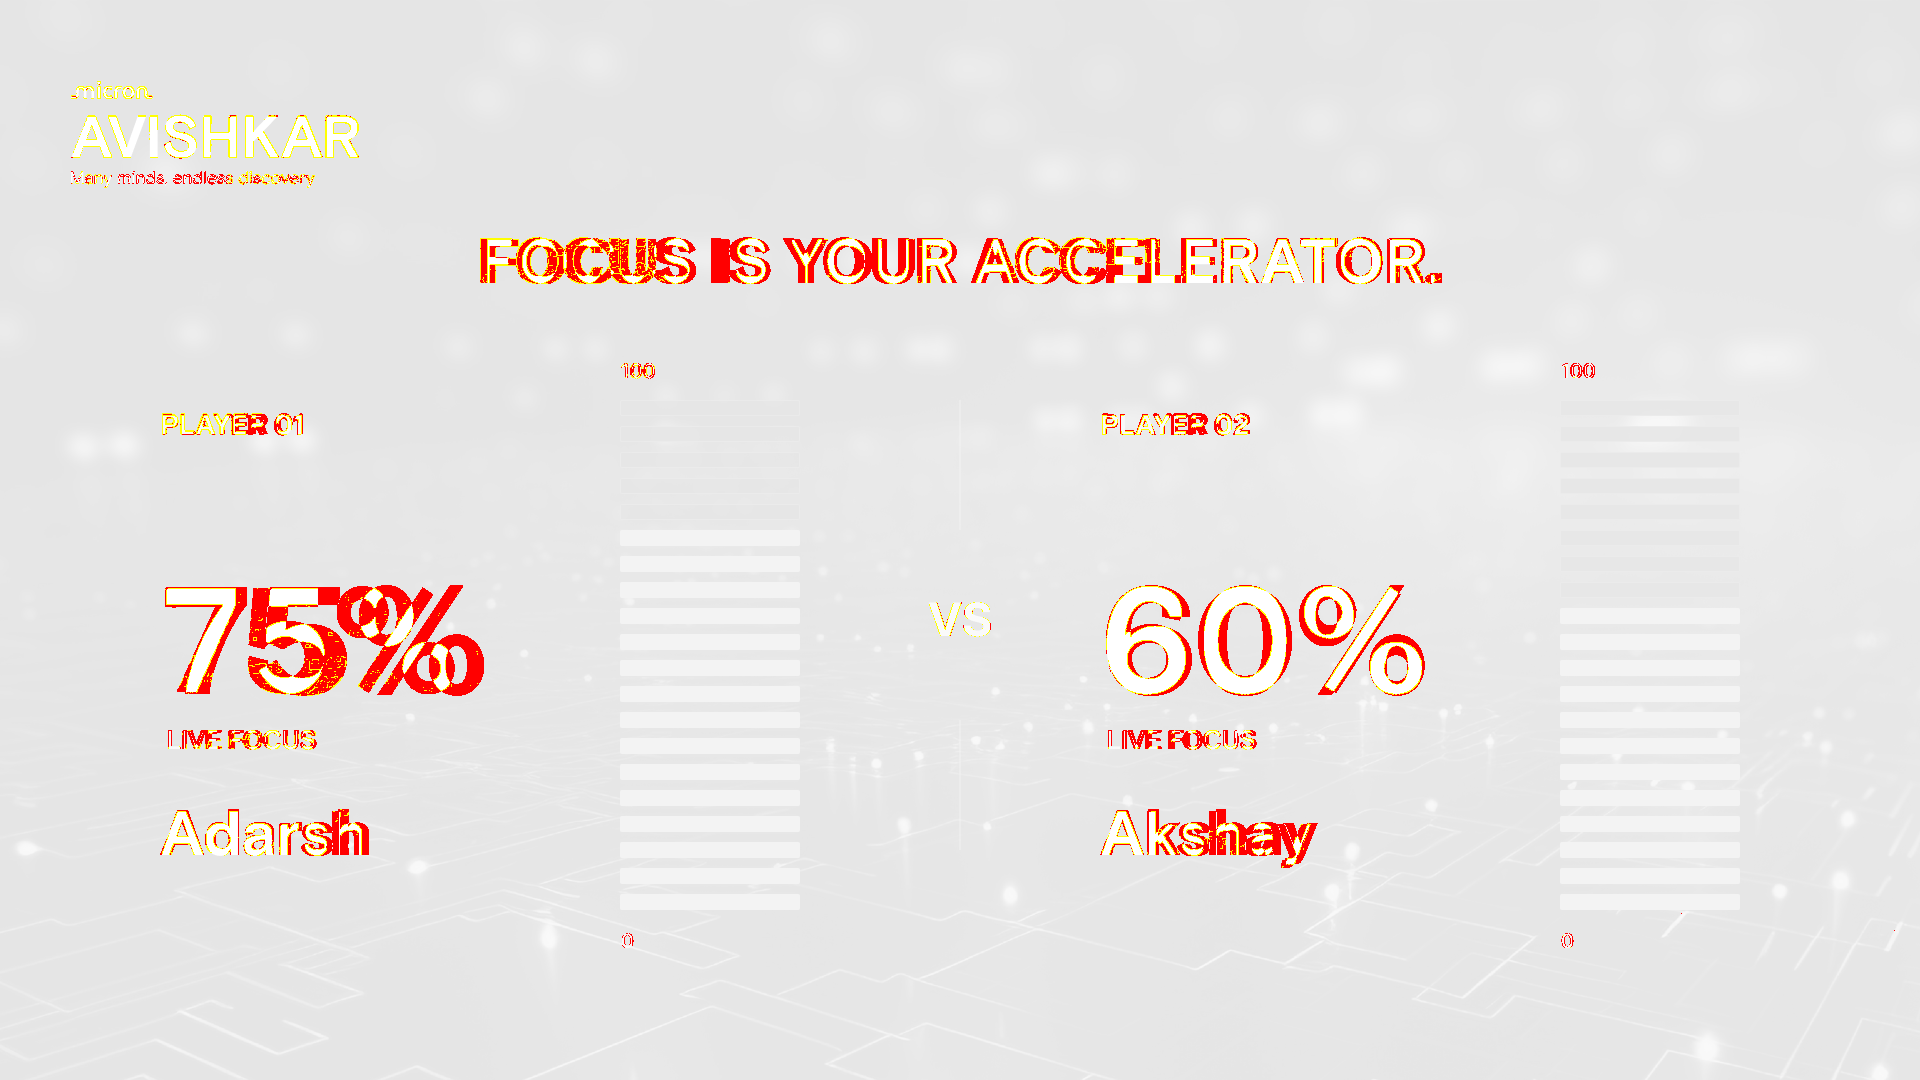 micron.
AVISHKAR
Many minds, endless discovery
FOCUS IS YOUR ACCELERATOR.
100
100
PLAYER 01
PLAYER 02
75%
VS
60%
LIVE FOCUS
LIVE FOCUS
Adarsh
Akshay
0
0